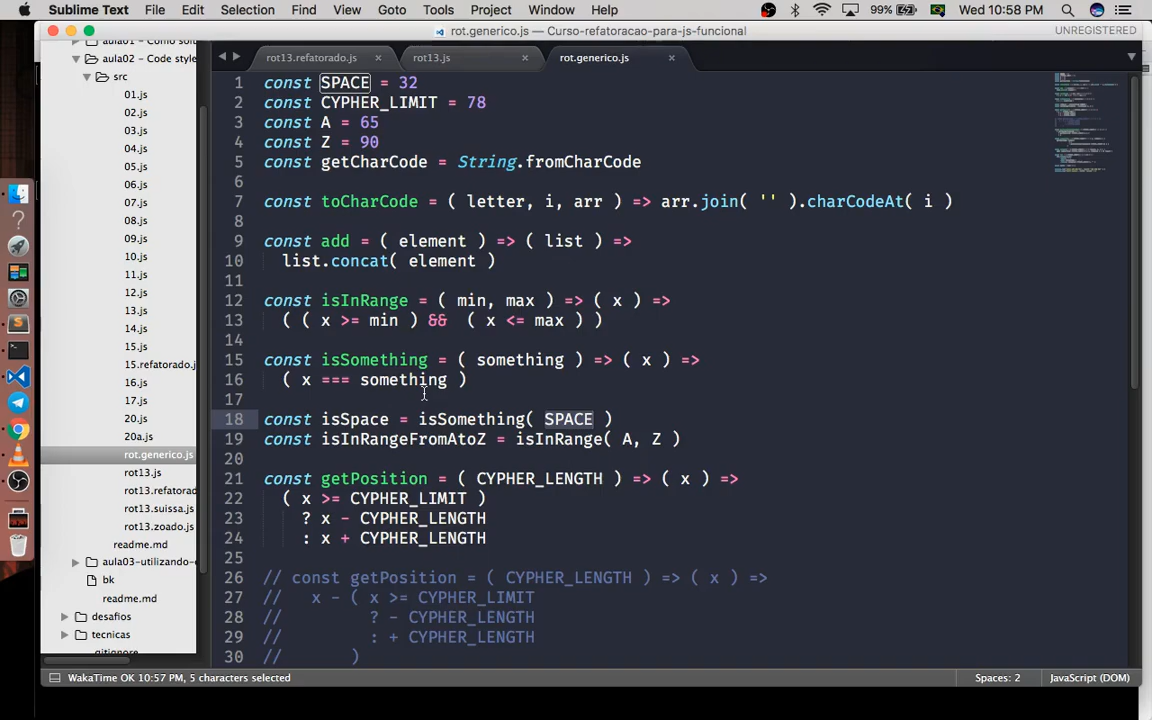 Sublime Text File Edit Selection Find View Goto Tools Project Window Help 99% Wed 10:58 PM
rot.generico.js — Curso-refatoracao-para-js-funcional UNREGISTERED
aula02 - Code style
src
01.js
02.js
03.js
04.js
05.js
06.js
07.js
08.js
09.js
10.js
11.js
12.js
13.js
14.js
15.js
15.refatorado.js
16.js
17.js
20.js
20a.js
rot.generico.js
rot13.js
rot13.refatorad
rot13.suissa.js
rot13.zoado.js
readme.md
aula03-utilizando-
bk
readme.md
desafios
tecnicas
.gitignore
rot13.refatorado.js × rot13.js × rot.generico.js ×
1 const SPACE = 32
2 const CYPHER_LIMIT = 78
3 const A = 65
4 const Z = 90
5 const getCharCode = String.fromCharCode
6
7 const toCharCode = ( letter, i, arr ) => arr.join( '' ).charCodeAt( i )
8
9 const add = ( element ) => ( list ) =>
10 list.concat( element )
11
12 const isInRange = ( min, max ) => ( x ) =>
13 ( ( x >= min ) && ( x <= max ) )
14
15 const isSomething = ( something ) => ( x ) =>
16 ( x === something )
17
18 const isSpace = isSomething( SPACE )
19 const isInRangeFromAtoZ = isInRange( A, Z )
20
21 const getPosition = ( CYPHER_LENGTH ) => ( x ) =>
22 ( x >= CYPHER_LIMIT )
23 ? x - CYPHER_LENGTH
24 : x + CYPHER_LENGTH
25
26 // const getPosition = ( CYPHER_LENGTH ) => ( x ) =>
27 // x - ( x >= CYPHER_LIMIT
28 // ? - CYPHER_LENGTH
29 // : + CYPHER_LENGTH
30 // )
WakaTime OK 10:57 PM, 5 characters selected Spaces: 2 JavaScript (DOM)